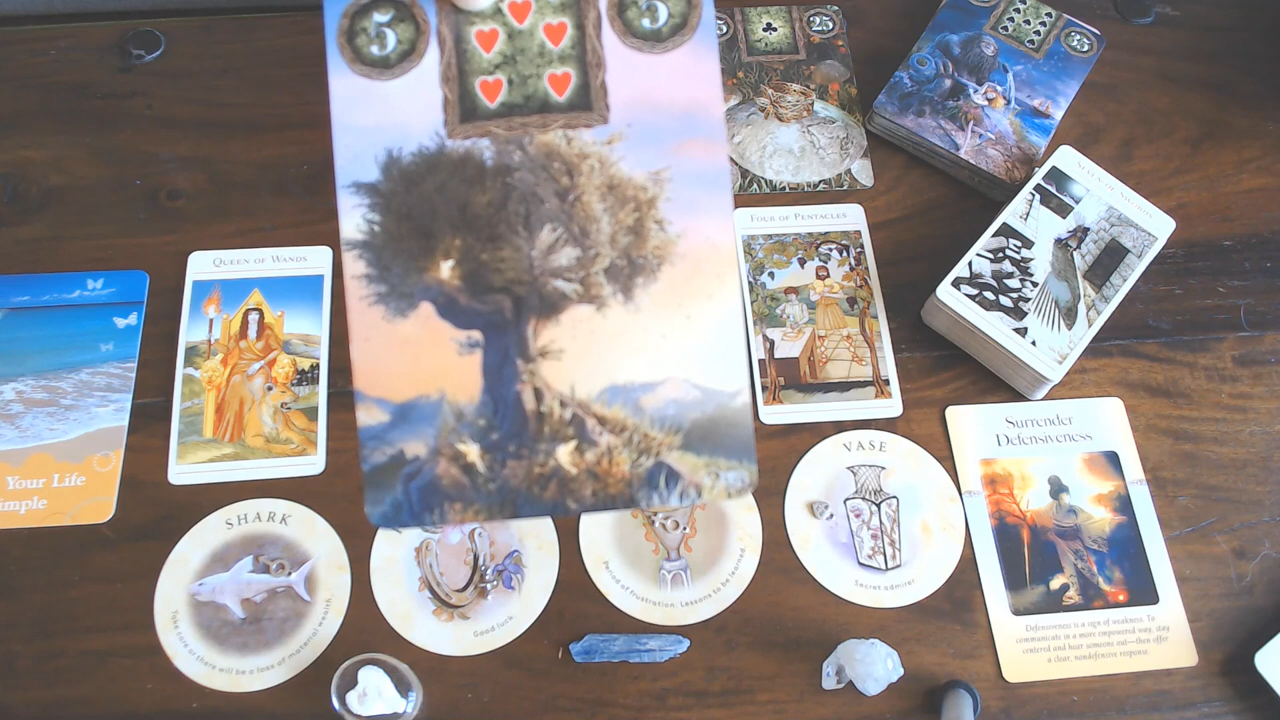 5
5
25
35
SEVEN OF SWORDS
FOUR OF PENTACLES
QUEEN OF WANDS
Your Life
Surrender
Defensiveness
VASE
Secret admirer.
SHARK
Take care or there will be a loss of material wealth.
Good luck.
Period of frustration. Lessons to be learned.
Defensiveness is a sign of weakness. To
communicate in a more empowered way, stay
centered and hear someone out—then offer
a clear, nondefensive response.